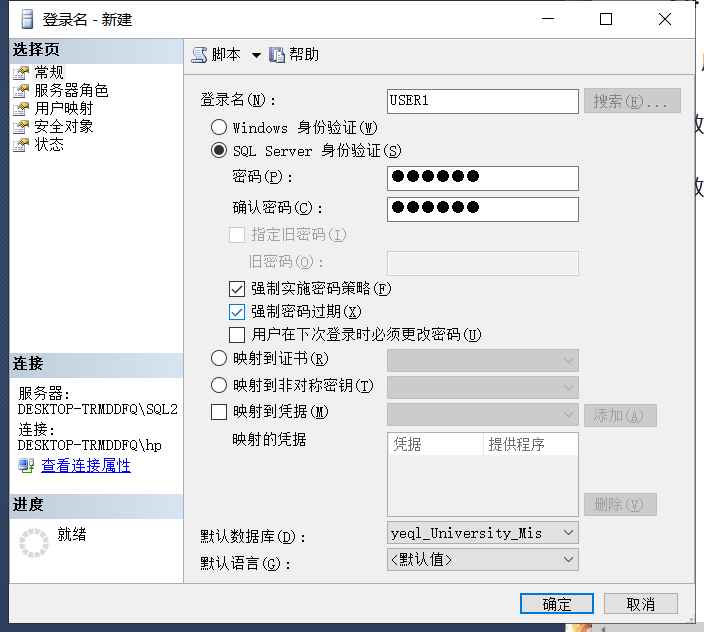 登录名 - 新建
选择页
常规
服务器角色
用户映射
安全对象
状态
连接
服务器:
DESKTOP-TRMDDFQ\SQL2
连接:
DESKTOP-TRMDDFQ\hp
查看连接属性
进度
就绪
脚本 帮助
登录名(N): USER1 搜索(E)...
Windows 身份验证(W)
SQL Server 身份验证(S)
密码(P): ●●●●●●
确认密码(C): ●●●●●●
指定旧密码(I)
旧密码(O):
强制实施密码策略(F)
强制密码过期(X)
用户在下次登录时必须更改密码(U)
映射到证书(R)
映射到非对称密钥(T)
映射到凭据(M) 添加(A)
映射的凭据 凭据 提供程序
删除(V)
默认数据库(D): yeql_University_Mis
默认语言(G): <默认值>
确定 取消